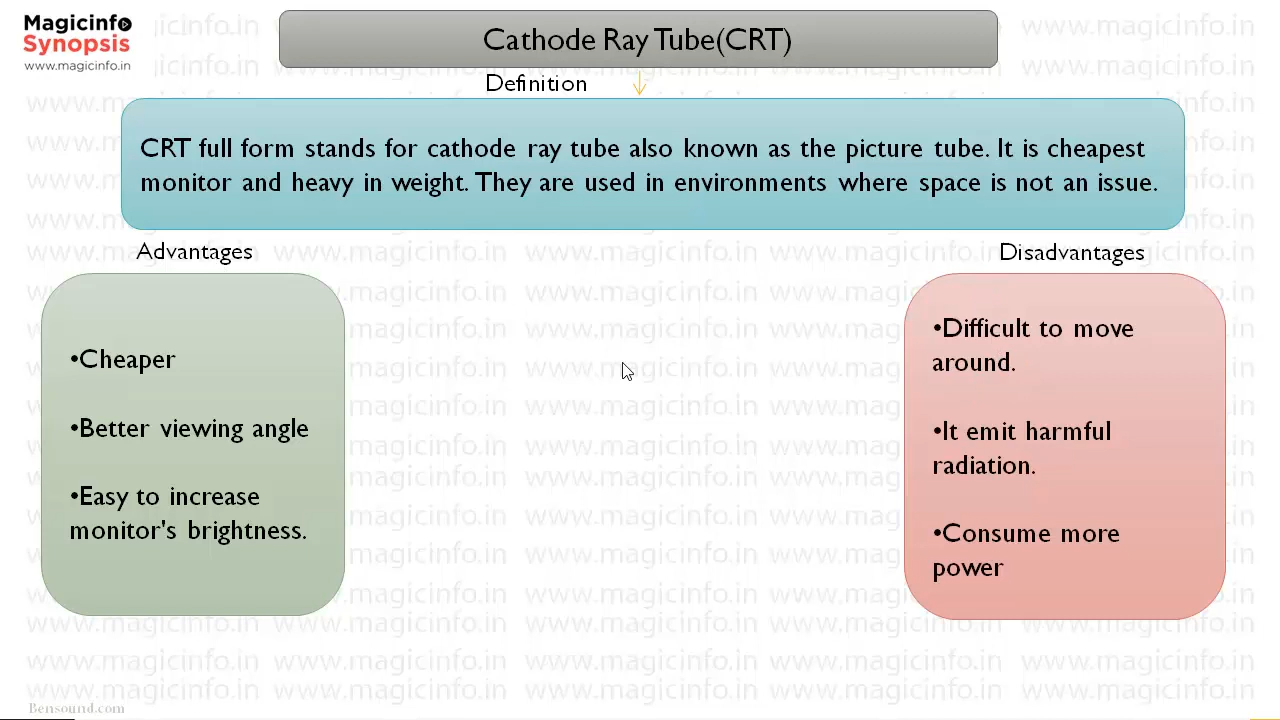 Magicinfo
Synopsis
www.magicinfo.in
Cathode Ray Tube(CRT)
Definition
CRT full form stands for cathode ray tube also known as the picture tube. It is cheapest
monitor and heavy in weight. They are used in environments where space is not an issue.
Advantages
Disadvantages
•Cheaper
•Better viewing angle
•Easy to increase
monitor's brightness.
•Difficult to move
around.
•It emit harmful
radiation.
•Consume more
power
Bensound.com